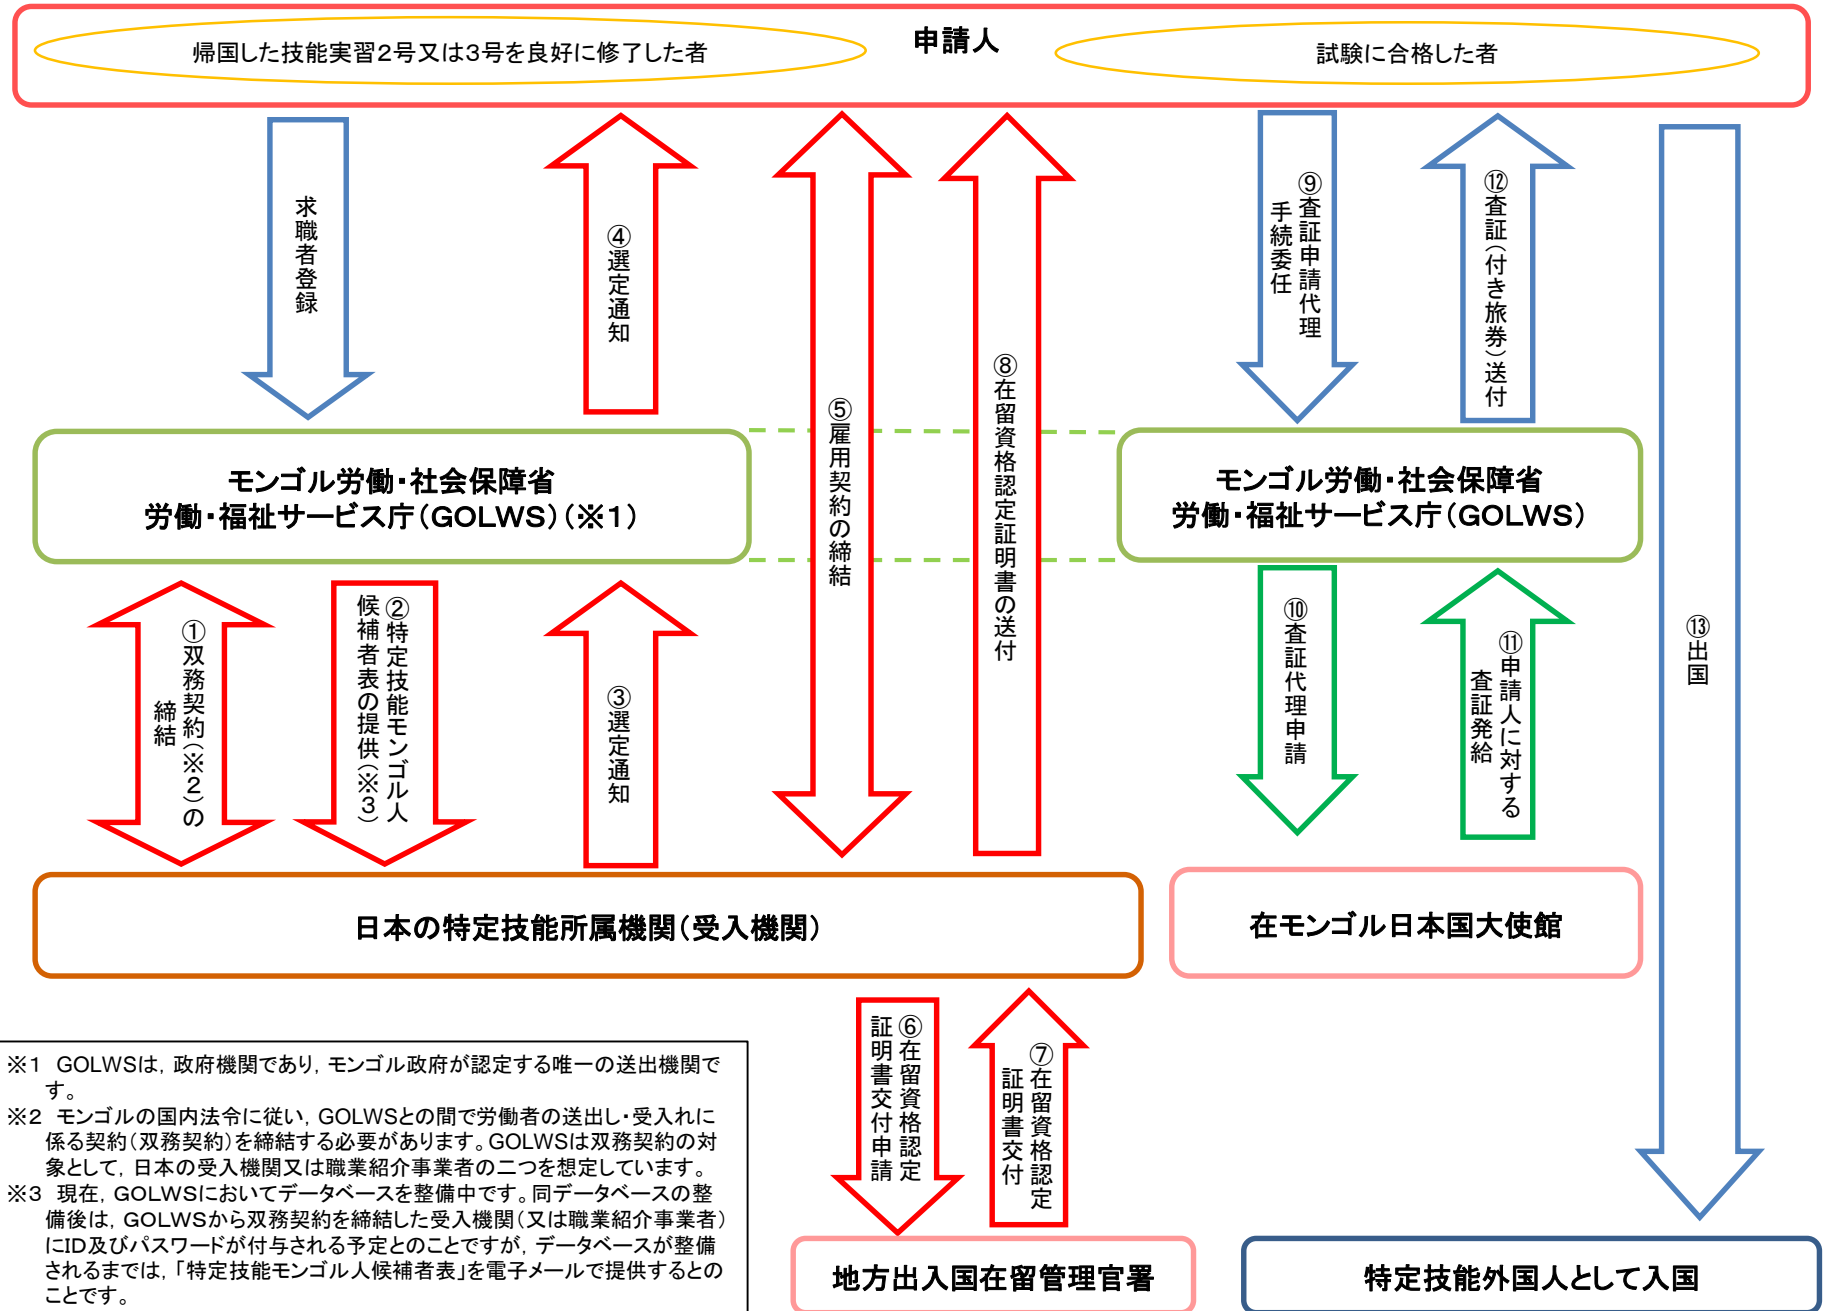 申請人
帰国した技能実習2号又は3号を良好に修了した者
試験に合格した者
求職者登録
④選定通知
⑤雇用契約の締結
⑧在留資格認定証明書の送付
⑨査証申請代理
手続委任
⑫査証(付き旅券)送付
⑬出国
モンゴル労働・社会保障省
労働・福祉サービス庁(GOLWS)(※1)
モンゴル労働・社会保障省
労働・福祉サービス庁(GOLWS)
①双務契約(※2)の
締結
②特定技能モンゴル人
候補者表の提供(※3)
③選定通知
⑩査証代理申請
⑪申請人に対する
査証発給
日本の特定技能所属機関(受入機関)
在モンゴル日本国大使館
⑥在留資格認定
証明書交付申請
⑦在留資格認定
証明書交付
地方出入国在留管理官署
特定技能外国人として入国
※1 GOLWSは,政府機関であり,モンゴル政府が認定する唯一の送出機関で
す。
※2 モンゴルの国内法令に従い,GOLWSとの間で労働者の送出し・受入れに
係る契約(双務契約)を締結する必要があります。GOLWSは双務契約の対
象として,日本の受入機関又は職業紹介事業者の二つを想定しています。
※3 現在,GOLWSにおいてデータベースを整備中です。同データベースの整
備後は,GOLWSから双務契約を締結した受入機関(又は職業紹介事業者)
にID及びパスワードが付与される予定とのことですが,データベースが整備
されるまでは,「特定技能モンゴル人候補者表」を電子メールで提供するとの
ことです。